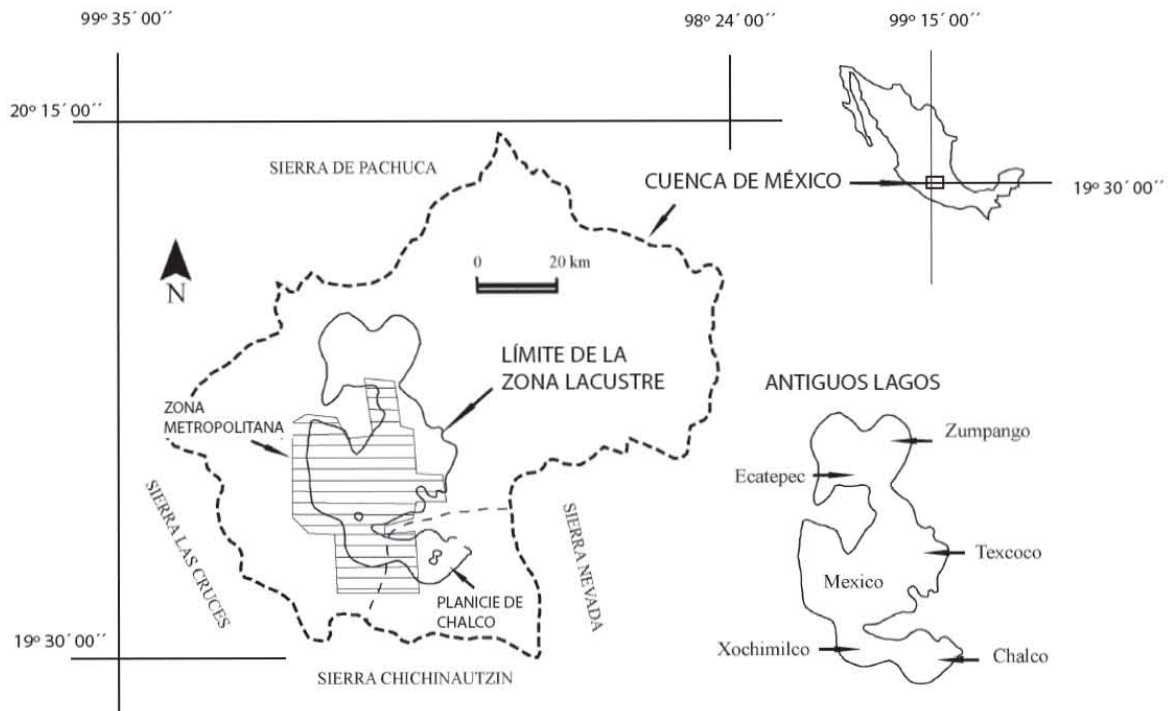 99º 35´ 00´´
98º 24´ 00´´
99º 15´ 00´´
20º 15´ 00´´
SIERRA DE PACHUCA
CUENCA DE MÉXICO
19º 30´ 00´´
N
0 20 km
LÍMITE DE LA
ZONA LACUSTRE
ANTIGUOS LAGOS
ZONA
METROPOLITANA
Zumpango
Ecatepec
SIERRA LAS CRUCES
SIERRA NEVADA
Texcoco
Mexico
PLANICIE DE
CHALCO
19º 30´ 00´´
Xochimilco
Chalco
SIERRA CHICHINAUTZIN